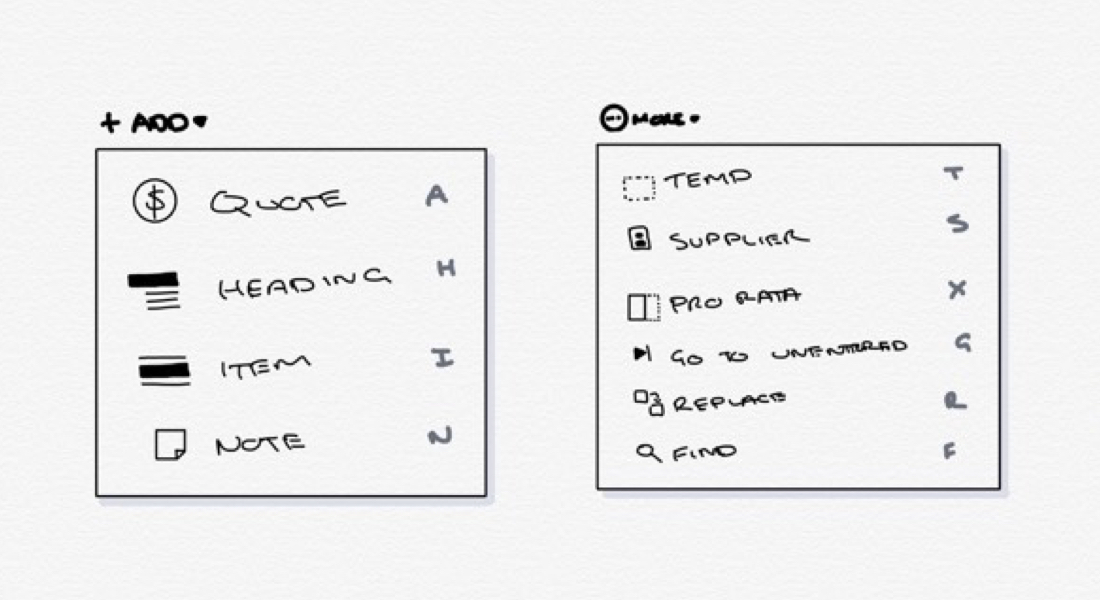 + ADD
QUOTE A
HEADING H
ITEM I
NOTE N
MORE
TEMP T
SUPPLIER S
PRO RATA X
GO TO UNENTERED G
REPLACE R
FIND F